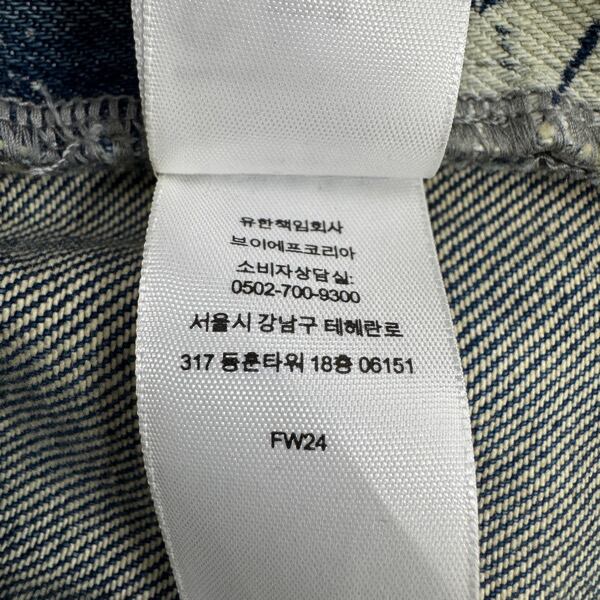 유한책임회사
브이에프코리아
소비자상담실:
0502-700-9300
서울시 강남구 테헤란로
317 동훈타워 18층 06151
FW24